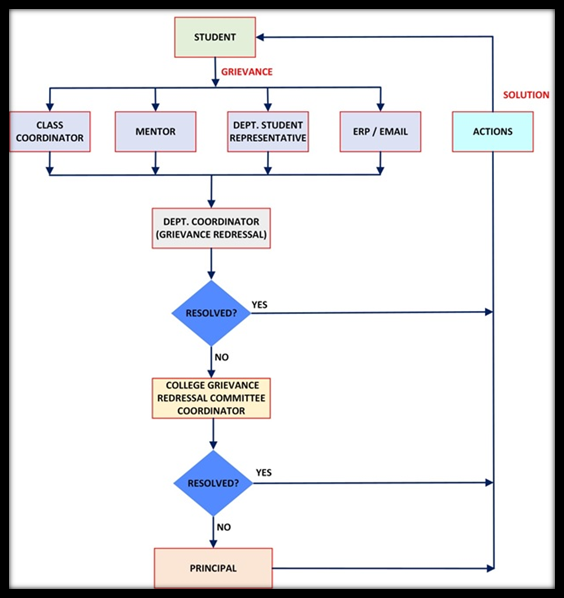 STUDENT
GRIEVANCE
SOLUTION
CLASS
COORDINATOR
MENTOR
DEPT. STUDENT
REPRESENTATIVE
ERP / EMAIL
ACTIONS
DEPT. COORDINATOR
(GRIEVANCE REDRESSAL)
RESOLVED?
YES
NO
COLLEGE GRIEVANCE
REDRESSAL COMMITTEE
COORDINATOR
RESOLVED?
YES
NO
PRINCIPAL